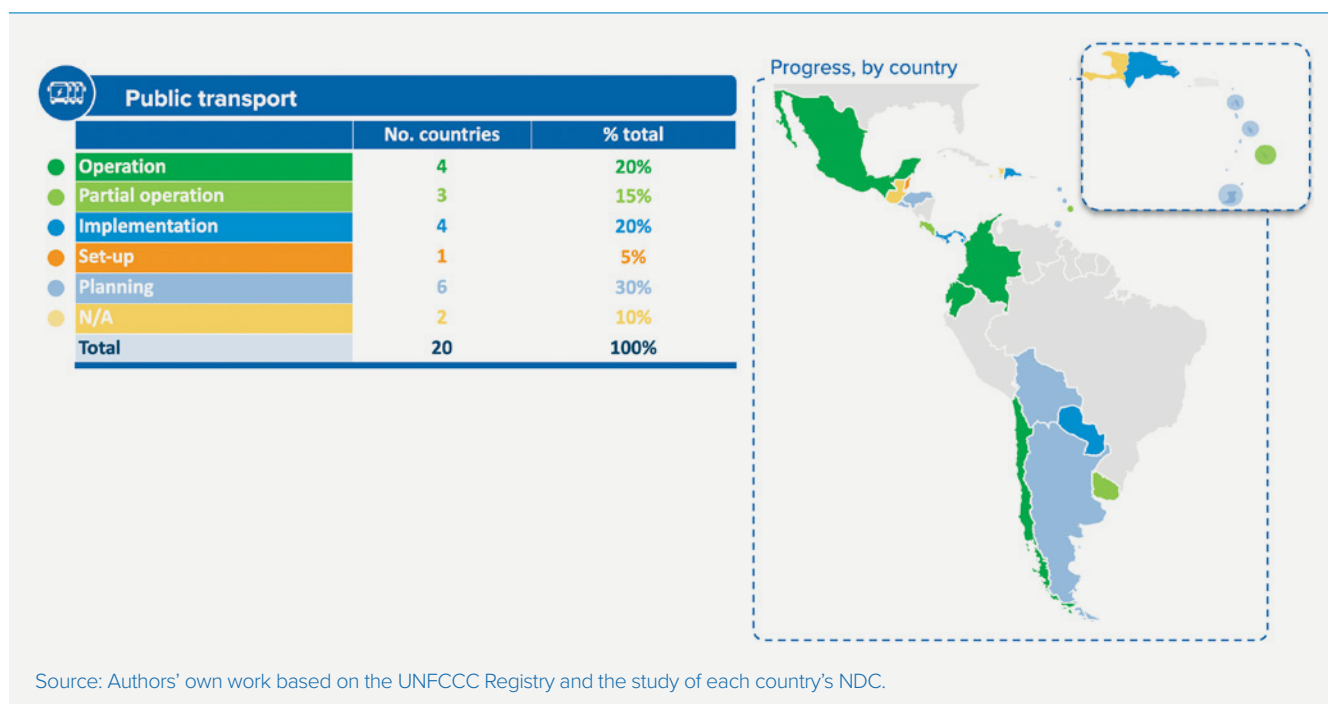 Public transport
No. countries % total
Operation 4 20%
Partial operation 3 15%
Implementation 4 20%
Set-up 1 5%
Planning 6 30%
N/A 2 10%
Total 20 100%
Progress, by country
Source: Authors' own work based on the UNFCCC Registry and the study of each country's NDC.